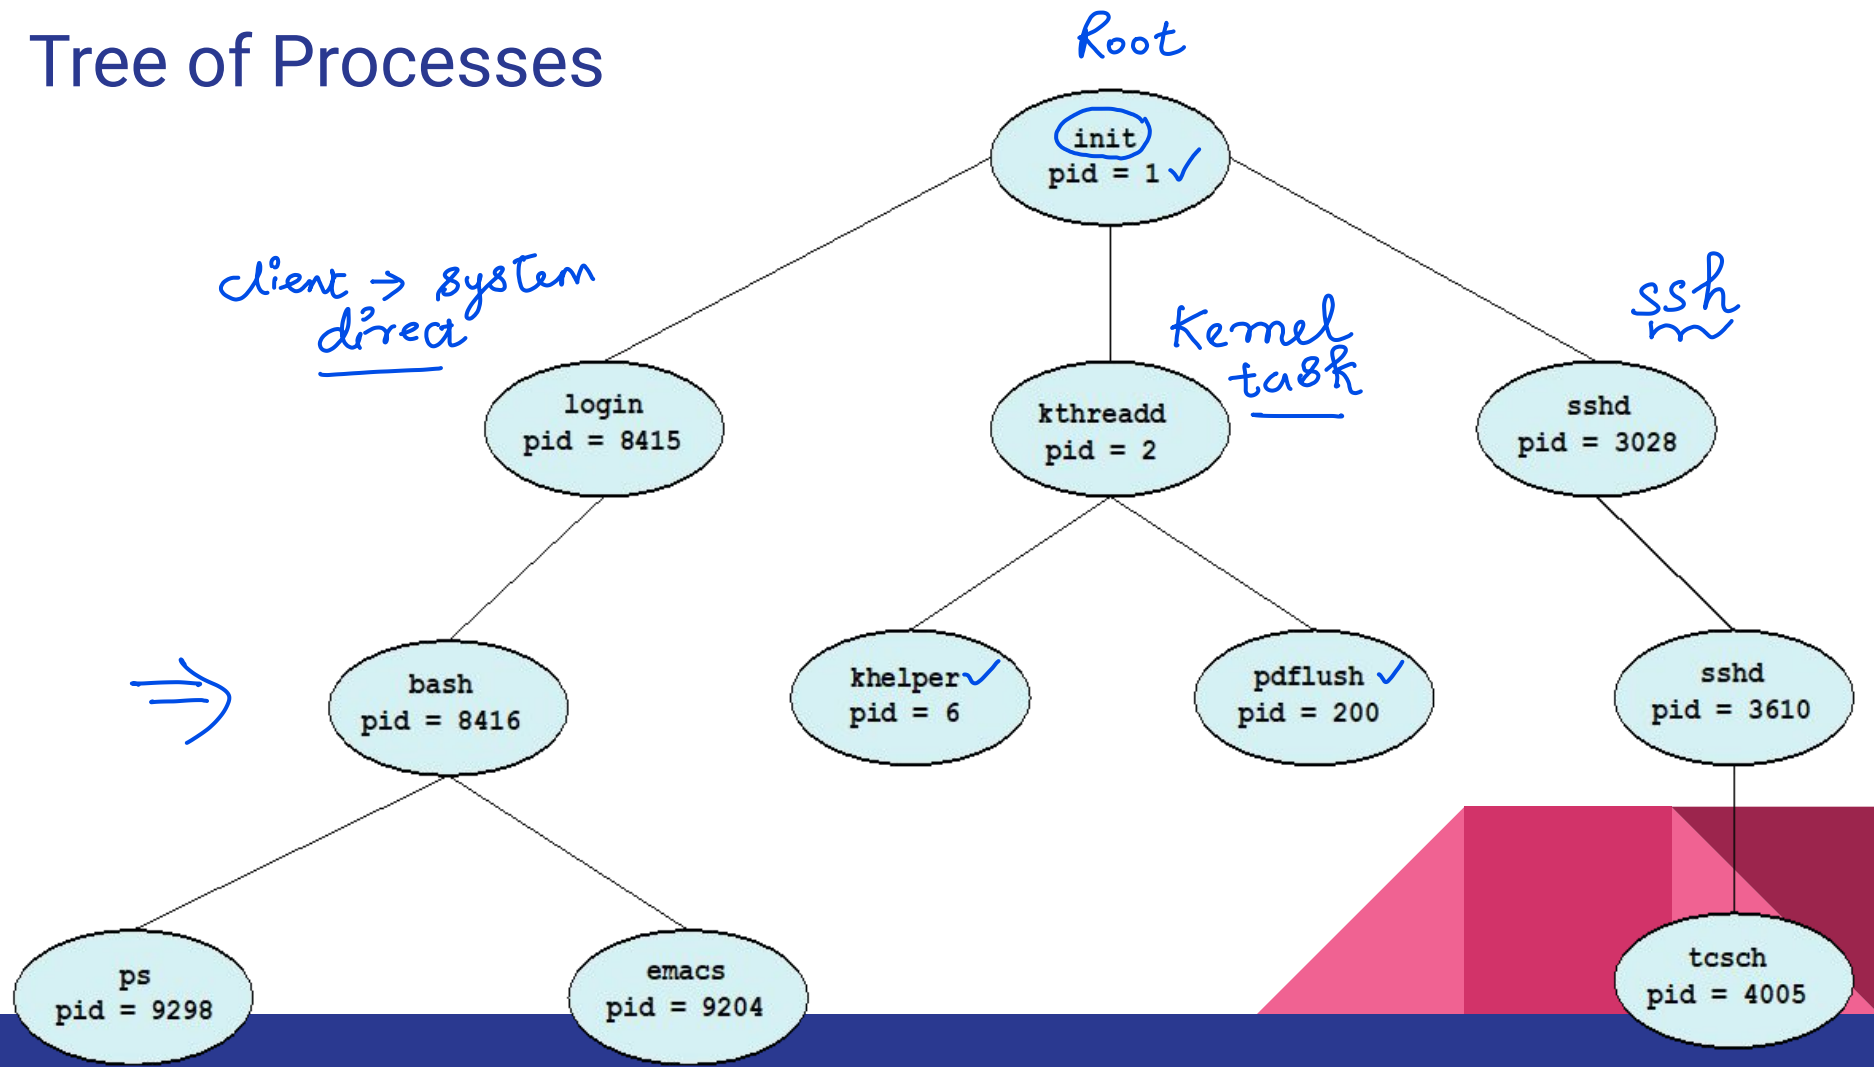 Tree of Processes
Root
init
pid = 1
client → system
direct
Kernel
task
ssh
login
pid = 8415
kthreadd
pid = 2
sshd
pid = 3028
bash
pid = 8416
khelper
pid = 6
pdflush
pid = 200
sshd
pid = 3610
ps
pid = 9298
emacs
pid = 9204
tcsch
pid = 4005